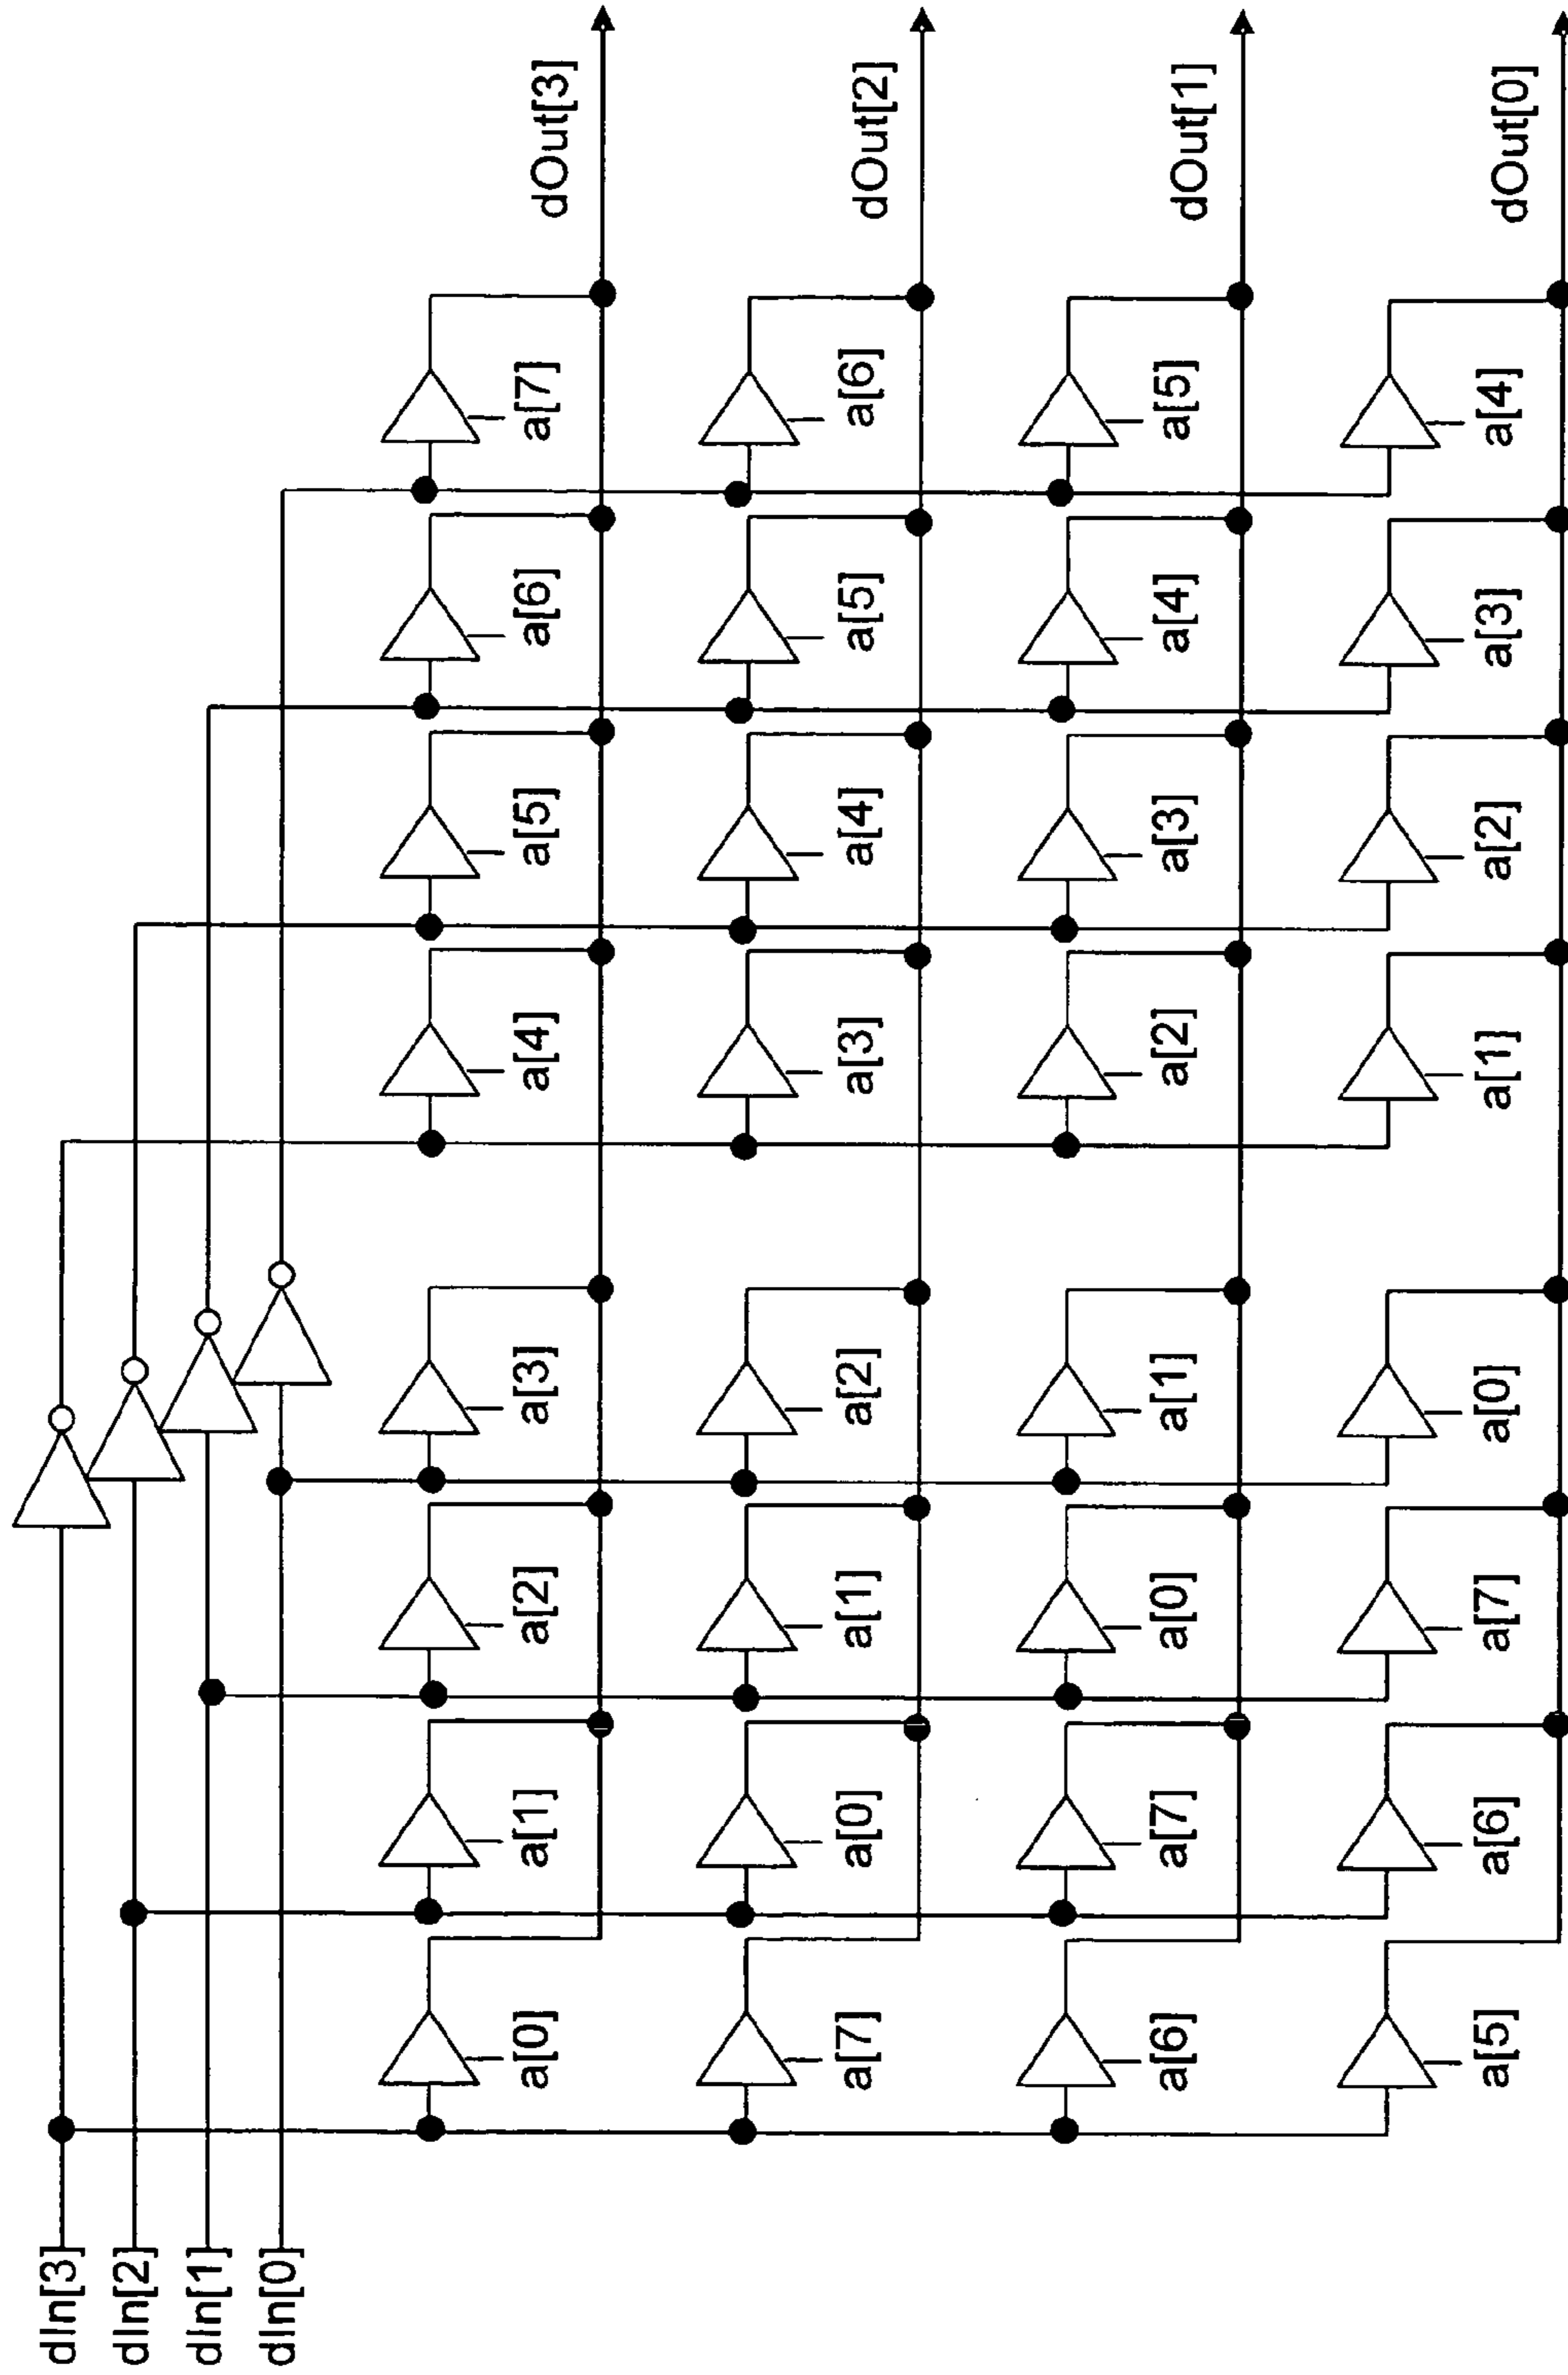 dIn[3]
dIn[2]
dIn[1]
dIn[0]
a[0] a[1] a[2] a[3] a[4] a[5] a[6] a[7] dOut[3]
a[7] a[0] a[1] a[2] a[3] a[4] a[5] a[6] dOut[2]
a[6] a[7] a[0] a[1] a[2] a[3] a[4] a[5] dOut[1]
a[5] a[6] a[7] a[0] a[1] a[2] a[3] a[4] dOut[0]